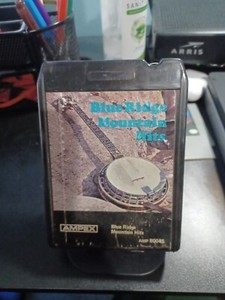 ARRIS
Blue Ridge
Mountain
Hits
AMPEX
Blue Ridge
Mountain Hits